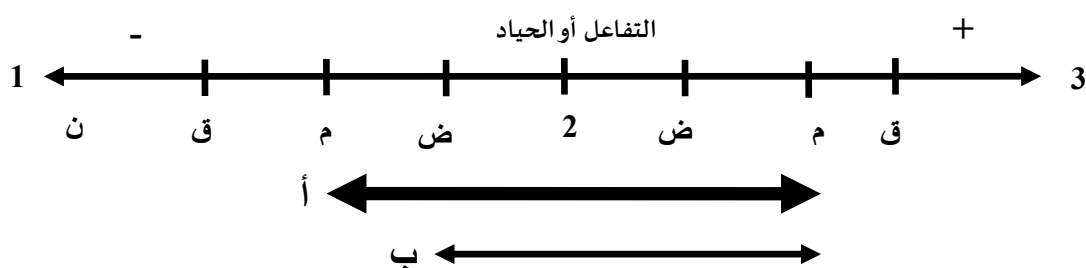 + التفاعل أو الحياد -
3 1
ق م ض 2 ض م ق ن
أ
ب